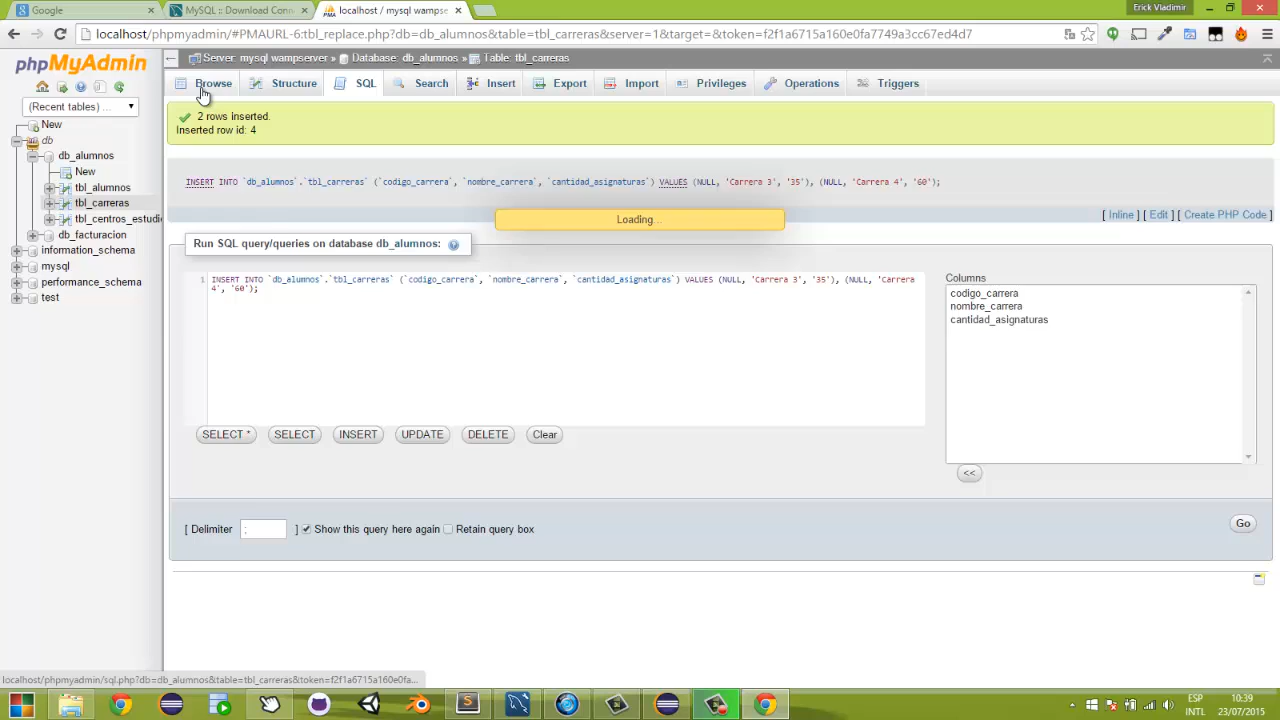 Google
MySQL :: Download Conn
localhost / mysql wampse
Erick Vladimir
localhost/phpmyadmin/#PMAURL-6:tbl_replace.php?db=db_alumnos&table=tbl_carreras&server=1&target=&token=f2f1a6715f160e0fa2949a3cc67ed4d7
phpMyAdmin
(Recent tables) ...
New
db
db_alumnos
New
tbl_alumnos
tbl_carreras
tbl_centros_estudi
db_facturacion
information_schema
mysql
performance_schema
test
Server: mysql wampserver » Database: db_alumnos » Table: tbl_carreras
Browse Structure SQL Search Insert Export Import Privileges Operations Triggers
2 rows inserted.
Inserted row id: 4
INSERT INTO `db_alumnos`.`tbl_carreras` (`codigo_carrera`, `nombre_carrera`, `cantidad_asignaturas`) VALUES (NULL, 'Carrera 3', '35'), (NULL, 'Carrera 4', '60');
Loading...
[ Inline ] [ Edit ] [ Create PHP Code ]
Run SQL query/queries on database db_alumnos:
1 INSERT INTO `db_alumnos`.`tbl_carreras` (`codigo_carrera`, `nombre_carrera`, `cantidad_asignaturas`) VALUES (NULL, 'Carrera 3', '35'), (NULL, 'Carrera
4', '60');
Columns
codigo_carrera
nombre_carrera
cantidad_asignaturas
SELECT * SELECT INSERT UPDATE DELETE Clear
<<
[ Delimiter ; ] Show this query here again Retain query box
Go
localhost/phpmyadmin/sql.php?db=db_alumnos&table=tbl_carreras&token=f2f1a6715f160e0fa...
ESP
INTL
10:39
23/07/2015